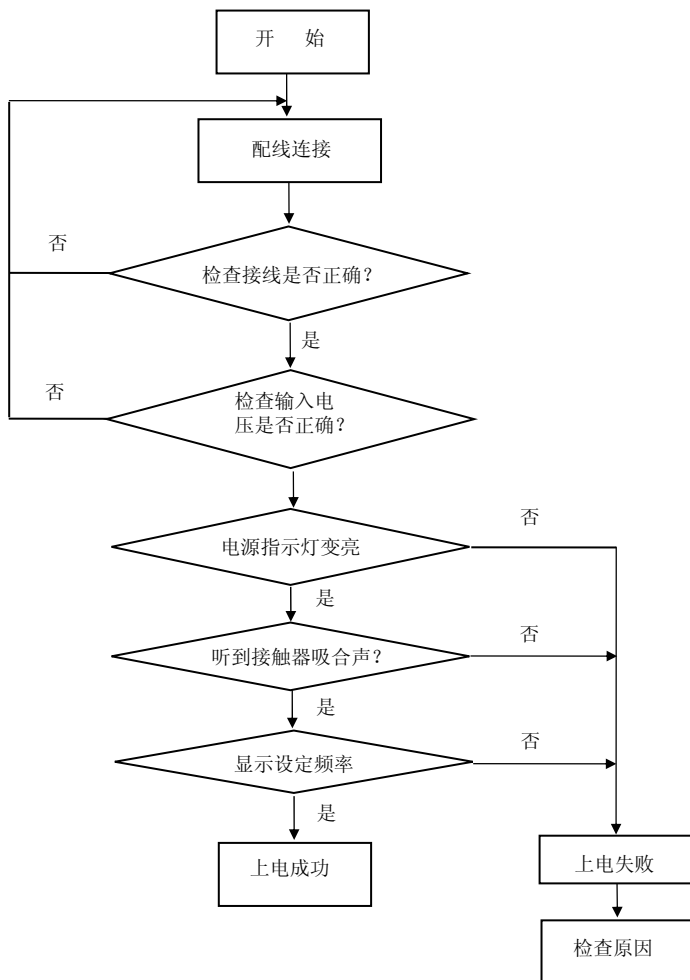 开 始
配线连接
否
检查接线是否正确?
是
否
检查输入电
压是否正确?
否
电源指示灯变亮
是
否
听到接触器吸合声?
是
否
显示设定频率
是
上电成功
上电失败
检查原因